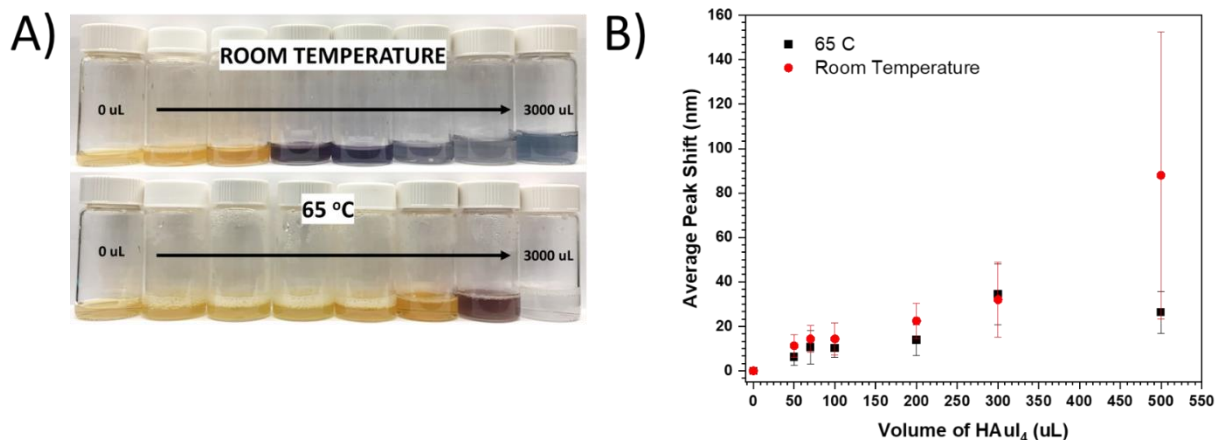 A)
ROOM TEMPERATURE
0 uL
3000 uL
65 ºC
0 uL
3000 uL
B)
Average Peak Shift (nm)
160
140
120
100
80
60
40
20
0
65 C
Room Temperature
0 50 100 150 200 250 300 350 400 450 500 550
Volume of HAuI₄ (uL)